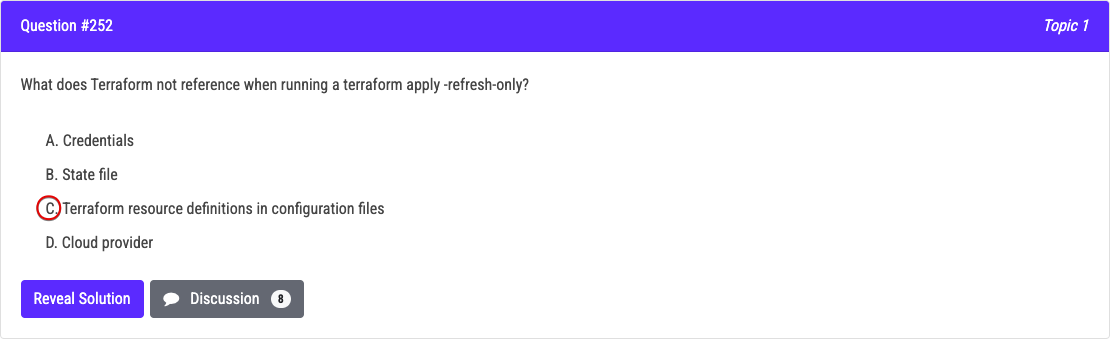 Question #252
Topic 1
What does Terraform not reference when running a terraform apply -refresh-only?
A. Credentials
B. State file
C. Terraform resource definitions in configuration files
D. Cloud provider
Reveal Solution
Discussion 8